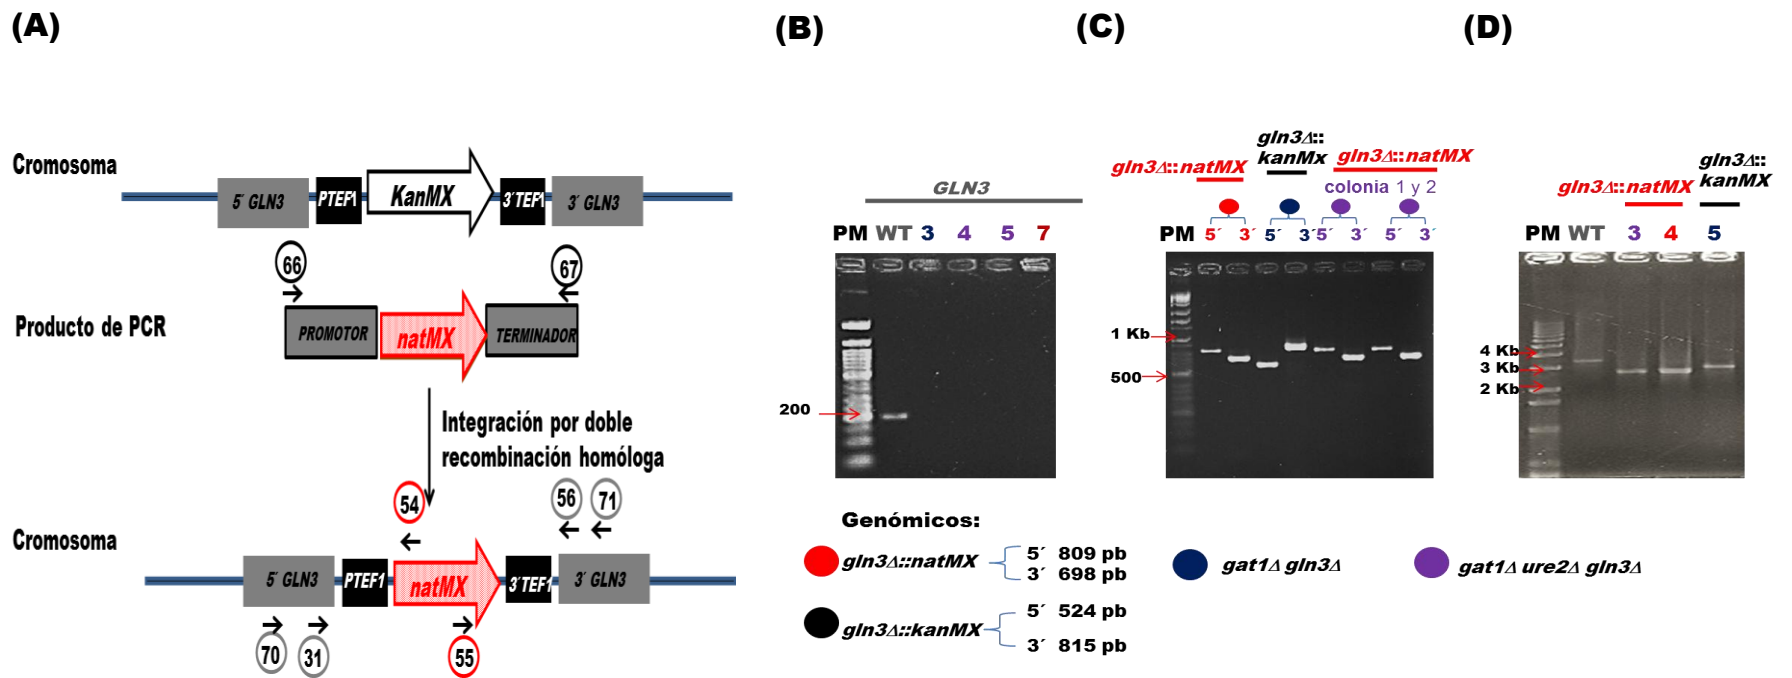 (A)
Cromosoma
5´ GLN3
PTEF1
KanMX
3´TEF1
3´ GLN3
66
67
Producto de PCR
PROMOTOR
natMX
TERMINADOR
Integración por doble
recombinación homóloga
54
56
71
Cromosoma
5´ GLN3
PTEF1
natMX
3´TEF1
3´ GLN3
70
31
55
(B)
GLN3
PM WT 3 4 5 7
200
(C)
gln3Δ::natMX
gln3Δ::
kanMx
gln3Δ::natMX
colonia 1 y 2
PM 5´ 3´ 5´ 3´ 5´ 3´ 5´ 3´
1 Kb
500
(D)
gln3Δ::natMX
gln3Δ::
kanMX
PM WT 3 4 5
4 Kb
3 Kb
2 Kb
Genómicos:
gln3Δ::natMX
5´ 809 pb
3´ 698 pb
gln3Δ::kanMX
5´ 524 pb
3´ 815 pb
gat1Δ gln3Δ
gat1Δ ure2Δ gln3Δ